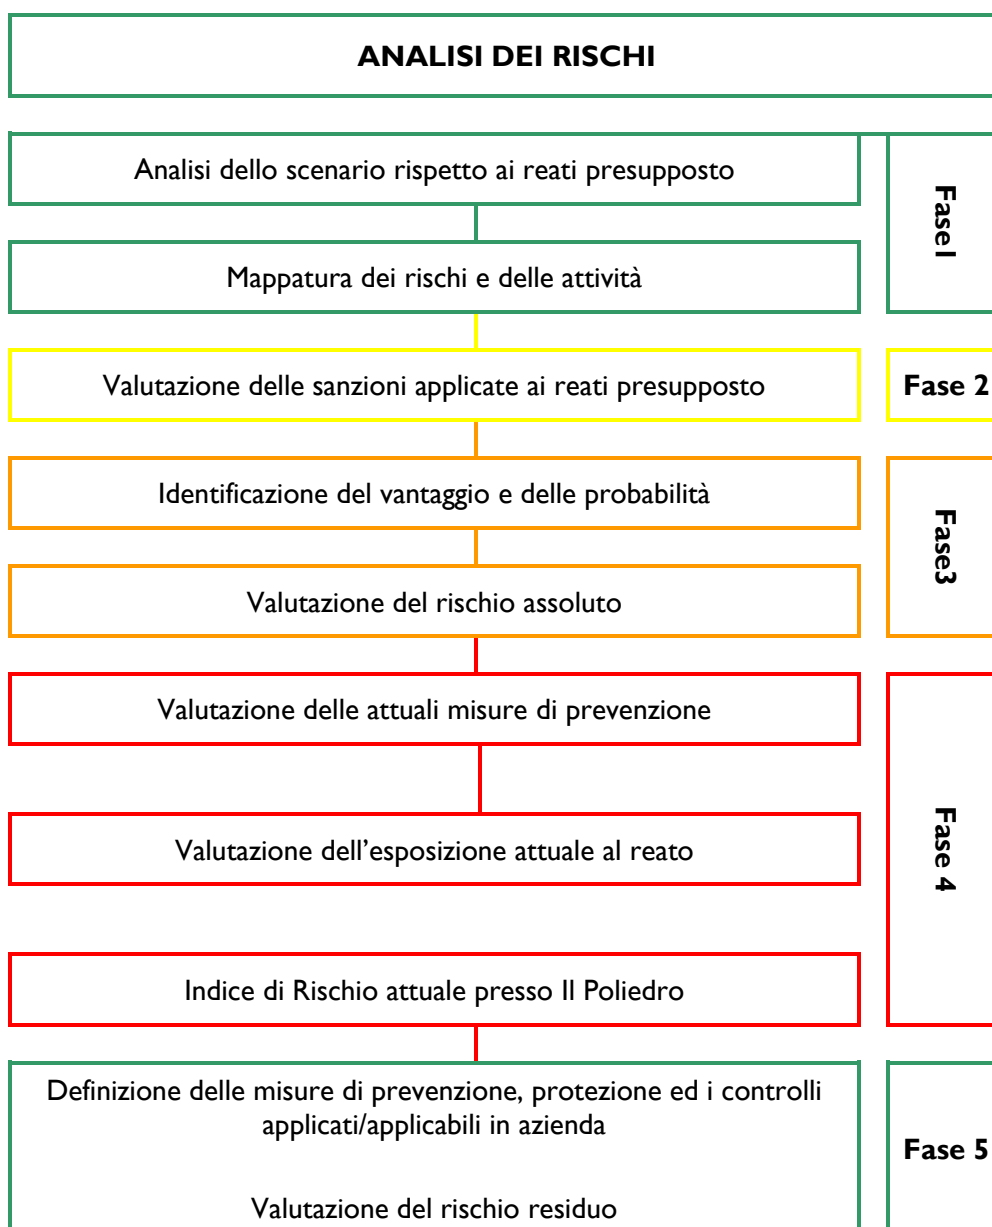 ANALISI DEI RISCHI
Analisi dello scenario rispetto ai reati presupposto
Fase1
Mappatura dei rischi e delle attività
Valutazione delle sanzioni applicate ai reati presupposto
Fase 2
Identificazione del vantaggio e delle probabilità
Fase3
Valutazione del rischio assoluto
Valutazione delle attuali misure di prevenzione
Fase 4
Valutazione dell’esposizione attuale al reato
Indice di Rischio attuale presso Il Poliedro
Definizione delle misure di prevenzione, protezione ed i controlli
applicati/applicabili in azienda
Fase 5
Valutazione del rischio residuo